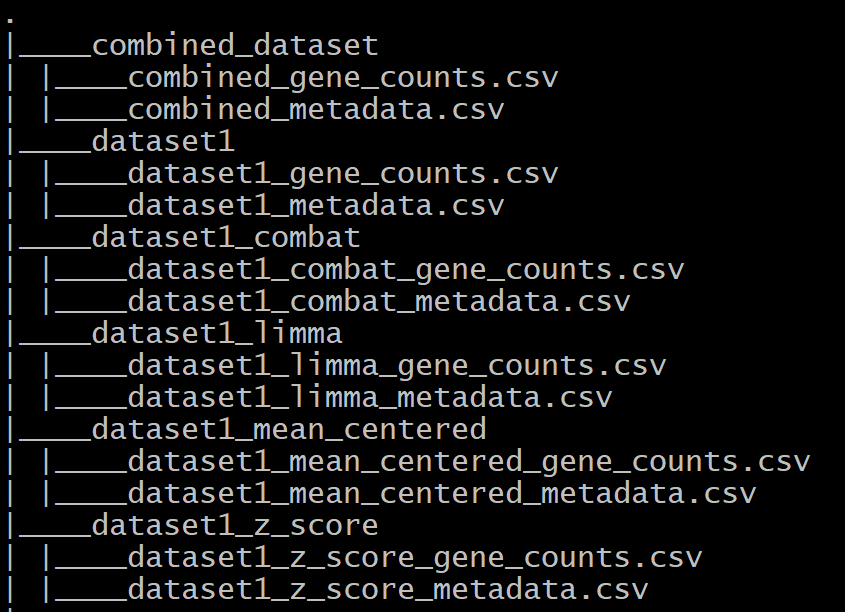 .
|____combined_dataset
| |____combined_gene_counts.csv
| |____combined_metadata.csv
|____dataset1
| |____dataset1_gene_counts.csv
| |____dataset1_metadata.csv
|____dataset1_combat
| |____dataset1_combat_gene_counts.csv
| |____dataset1_combat_metadata.csv
|____dataset1_limma
| |____dataset1_limma_gene_counts.csv
| |____dataset1_limma_metadata.csv
|____dataset1_mean_centered
| |____dataset1_mean_centered_gene_counts.csv
| |____dataset1_mean_centered_metadata.csv
|____dataset1_z_score
| |____dataset1_z_score_gene_counts.csv
| |____dataset1_z_score_metadata.csv